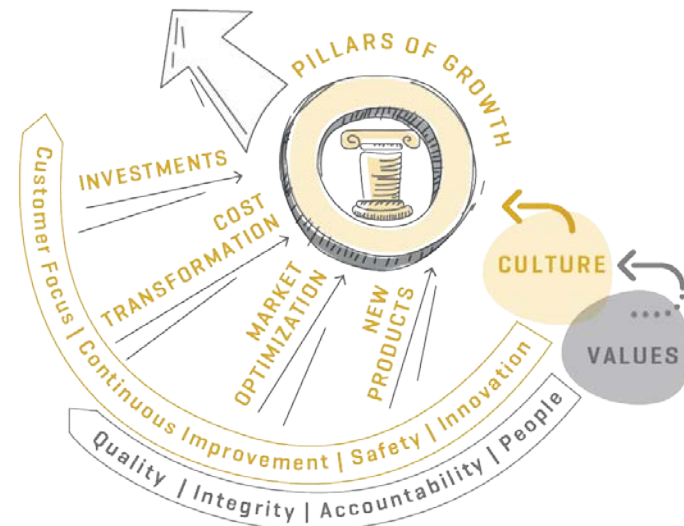 PILLARS OF GROWTH
INVESTMENTS
COST
TRANSFORMATION
MARKET
OPTIMIZATION
NEW
PRODUCTS
CULTURE
VALUES
Customer Focus | Continuous Improvement | Safety | Innovation
Quality | Integrity | Accountability | People